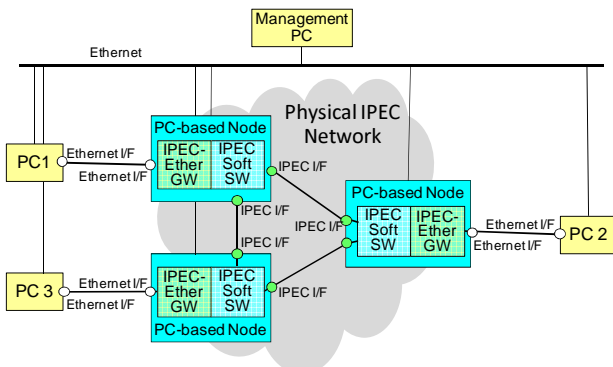 Management
PC
Ethernet
Physical IPEC
Network
PC-based Node
IPEC-
Ether
GW
IPEC
Soft
SW
PC1
Ethernet I/F
Ethernet I/F
IPEC I/F
IPEC I/F
IPEC I/F
IPEC I/F
PC-based Node
IPEC
Soft
SW
IPEC-
Ether
GW
Ethernet I/F
Ethernet I/F
PC 2
PC 3
Ethernet I/F
Ethernet I/F
IPEC-
Ether
GW
IPEC
Soft
SW
PC-based Node
IPEC I/F